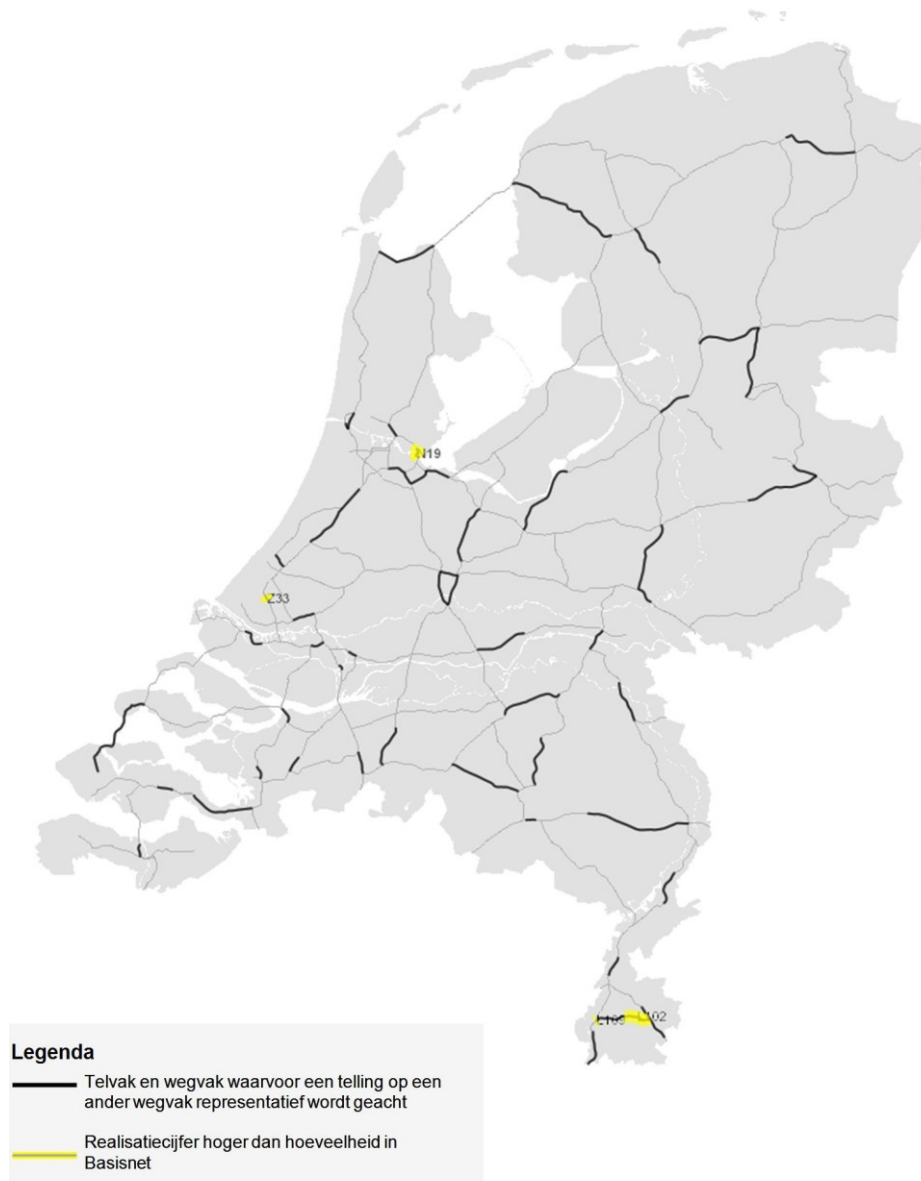 N19
Z33
L102
Legenda
Telvak en wegvak waarvoor een telling op een
ander wegvak representatief wordt geacht
Realisatiecijfer hoger dan hoeveelheid in
Basisnet